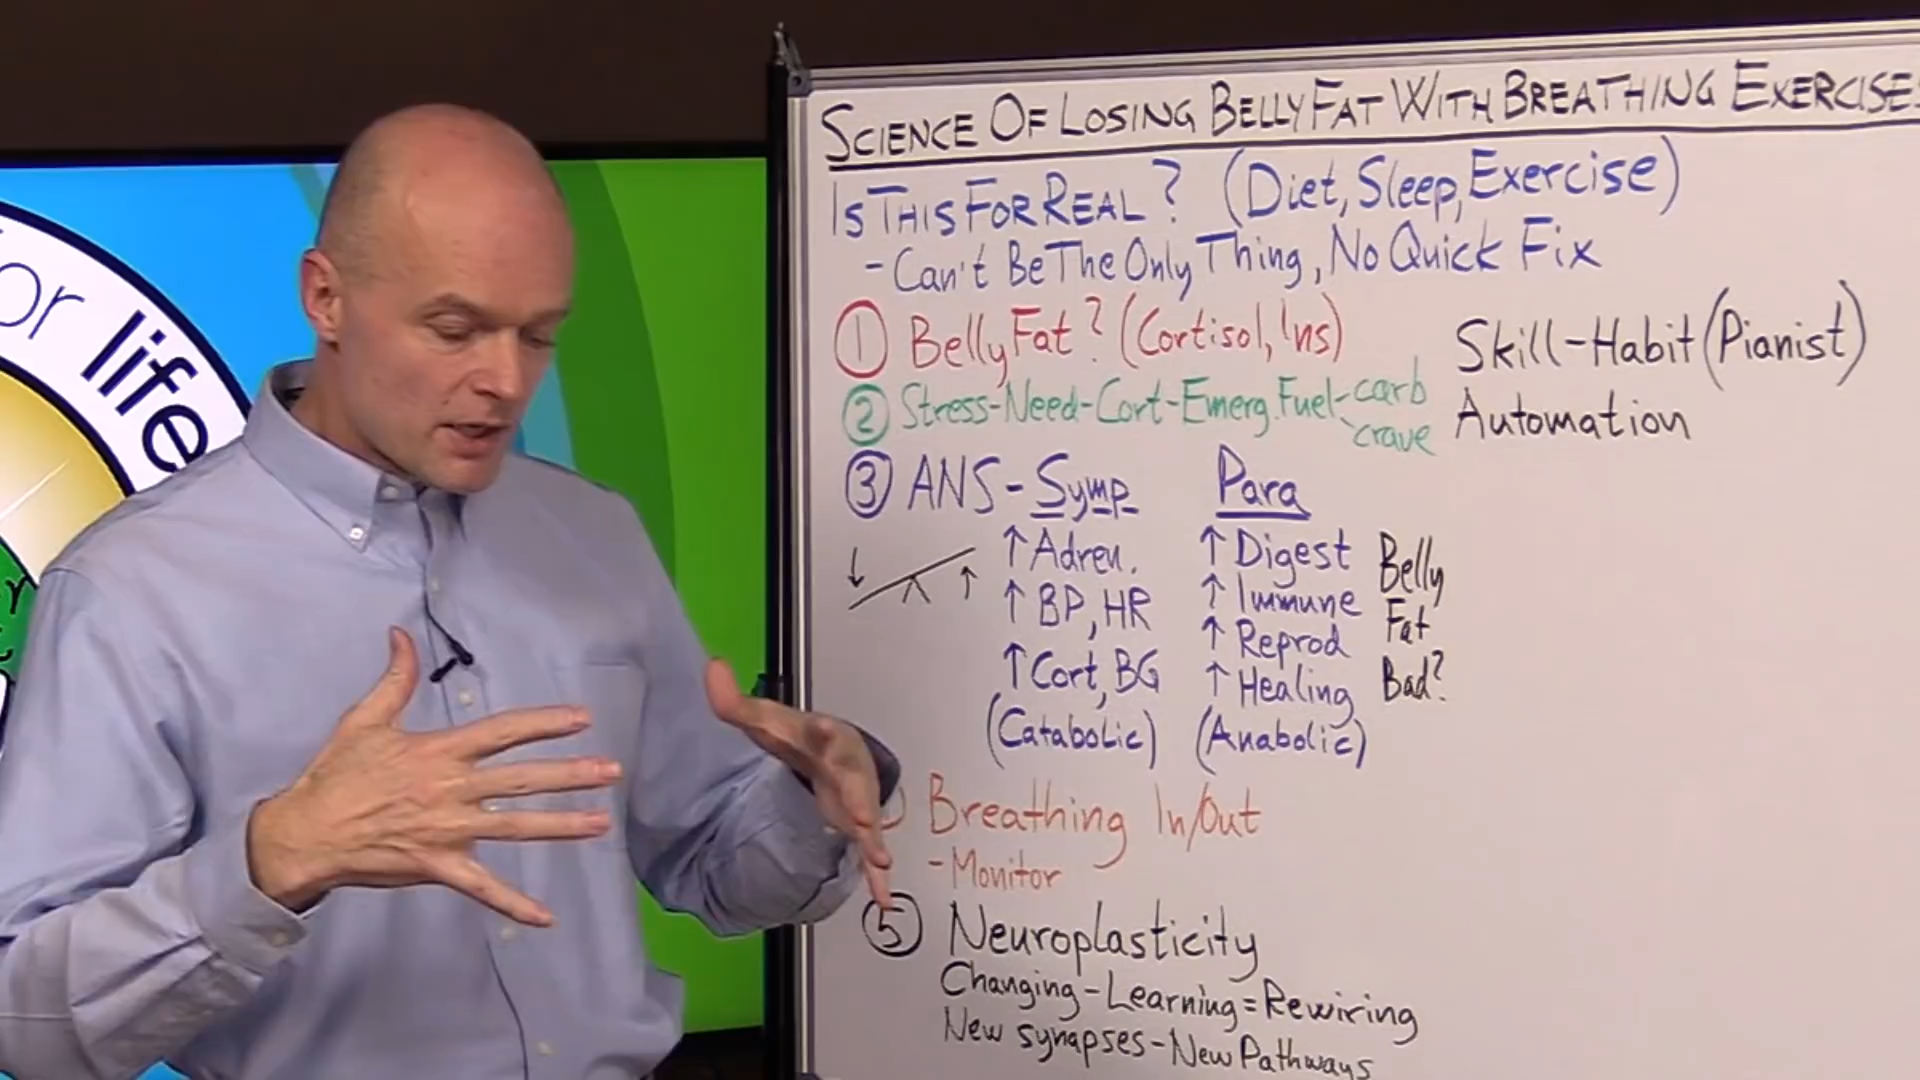 or life
SCIENCE OF LOSING BELLY FAT WITH BREATHING EXERCISES
IS THIS FOR REAL? (Diet, Sleep, Exercise)
- Can't Be The Only Thing, No Quick Fix
① Belly Fat? (Cortisol, Ins)
② Stress-Need-Cort-Emerg. Fuel-carb
crave
Skill-Habit (Pianist)
Automation
③ ANS - Symp
↑ Adren.
↑ BP, HR
↑ Cort, BG
(Catabolic)
Para
↑ Digest
↑ Immune
↑ Reprod
↑ Healing
(Anabolic)
Belly
Fat
Bad?
Breathing In/Out
- Monitor
⑤ Neuroplasticity
Changing - Learning = Rewiring
New synapses - New Pathways